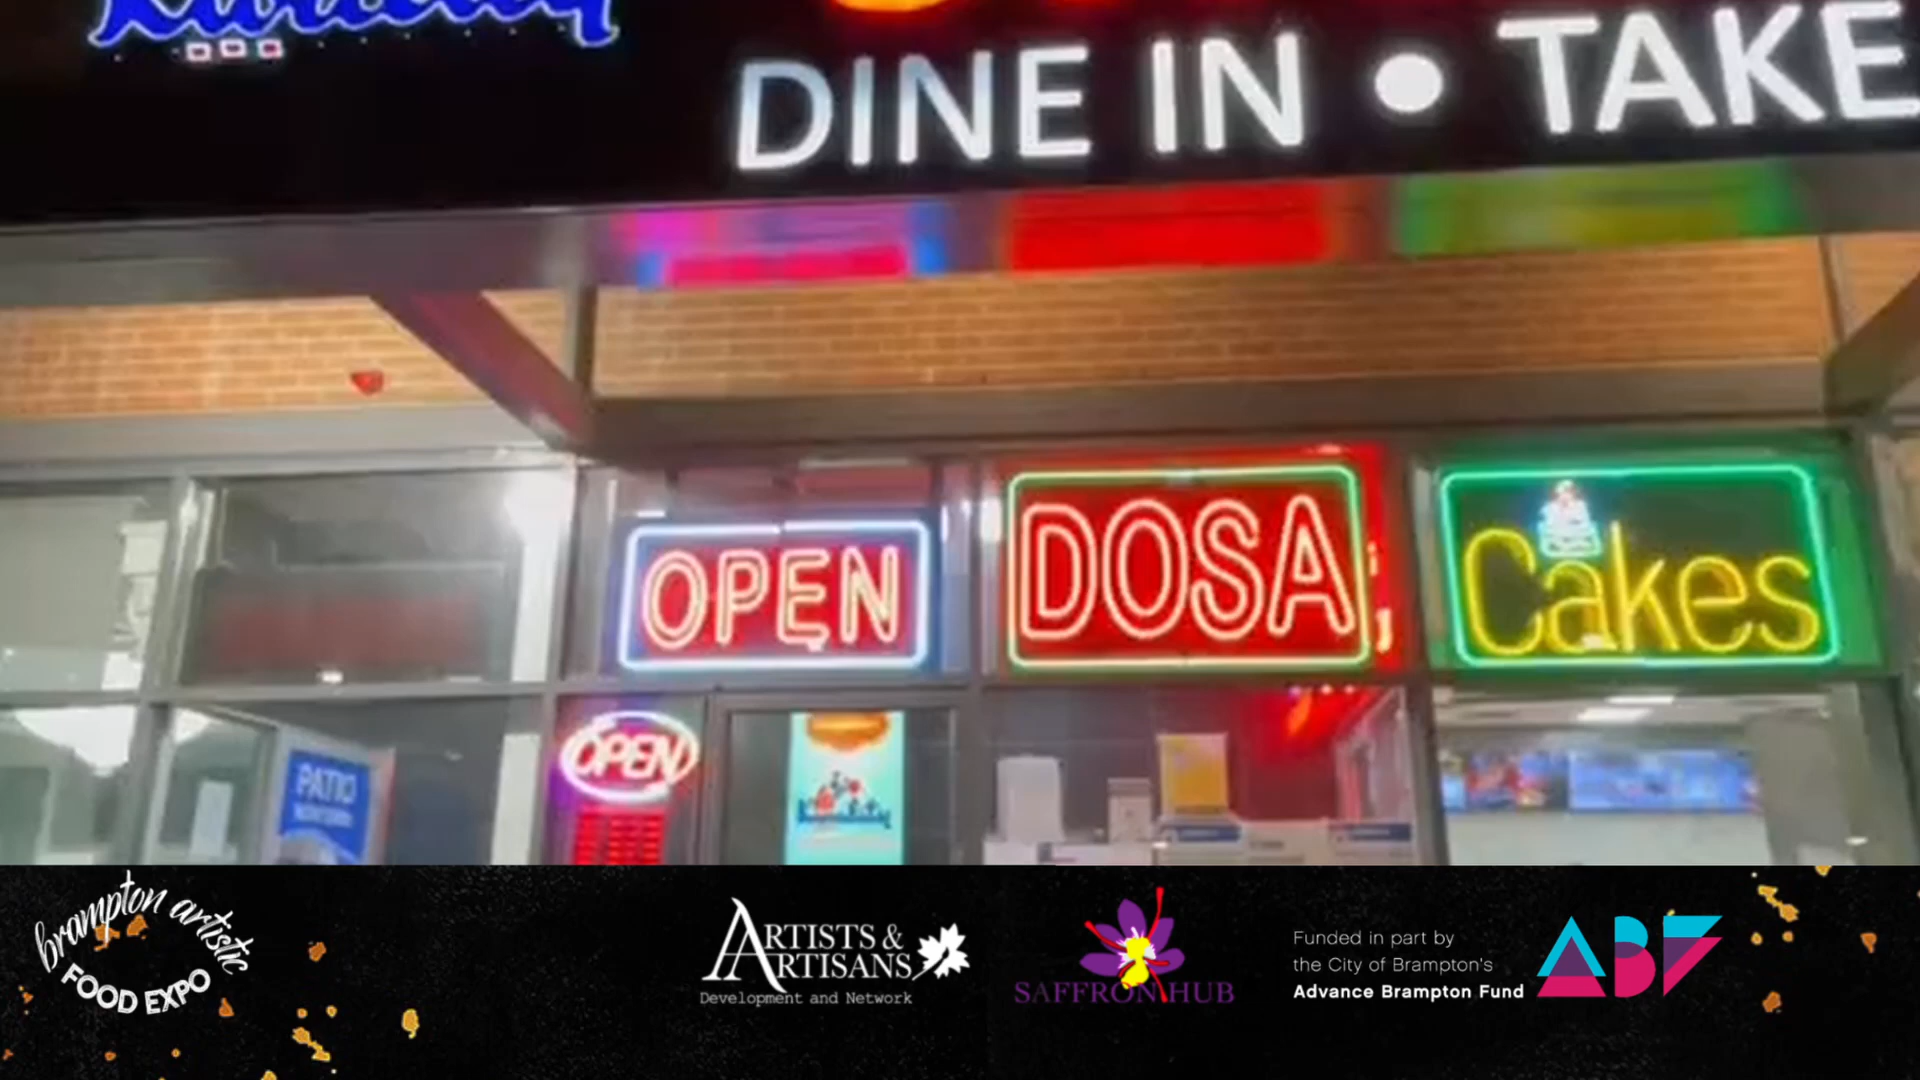 DINE IN • TAKE
OPEN
DOSA
Cakes
OPEN
PATIO
brampton artistic
FOOD EXPO
ARTISTS &
ARTISANS
Development and Network
SAFFRON HUB
Funded in part by
the City of Brampton's
Advance Brampton Fund
ABF